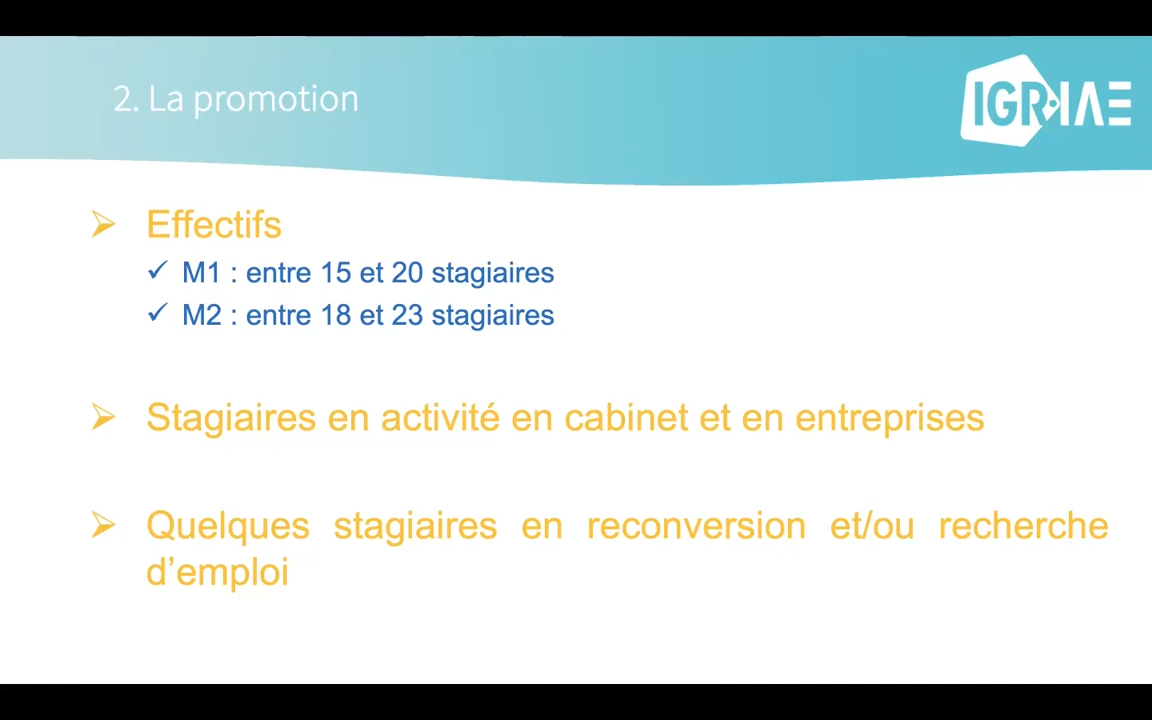 2. La promotion
IGR-IAE
Effectifs
M1 : entre 15 et 20 stagiaires
M2 : entre 18 et 23 stagiaires
Stagiaires en activité en cabinet et en entreprises
Quelques stagiaires en reconversion et/ou recherche
d’emploi